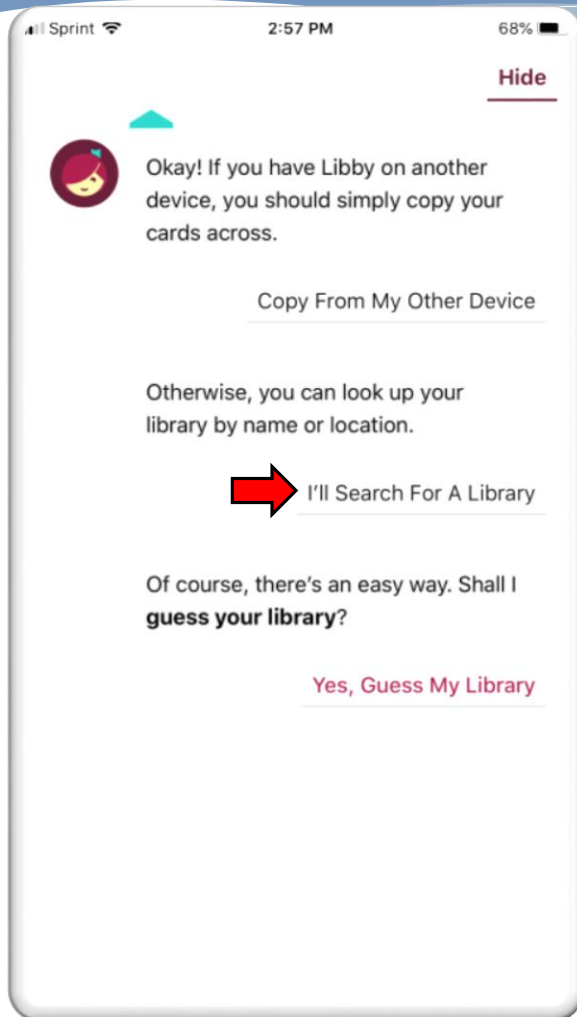 Sprint 2:57 PM 68%
Hide
Okay! If you have Libby on another
device, you should simply copy your
cards across.
Copy From My Other Device
Otherwise, you can look up your
library by name or location.
I'll Search For A Library
Of course, there's an easy way. Shall I
guess your library?
Yes, Guess My Library